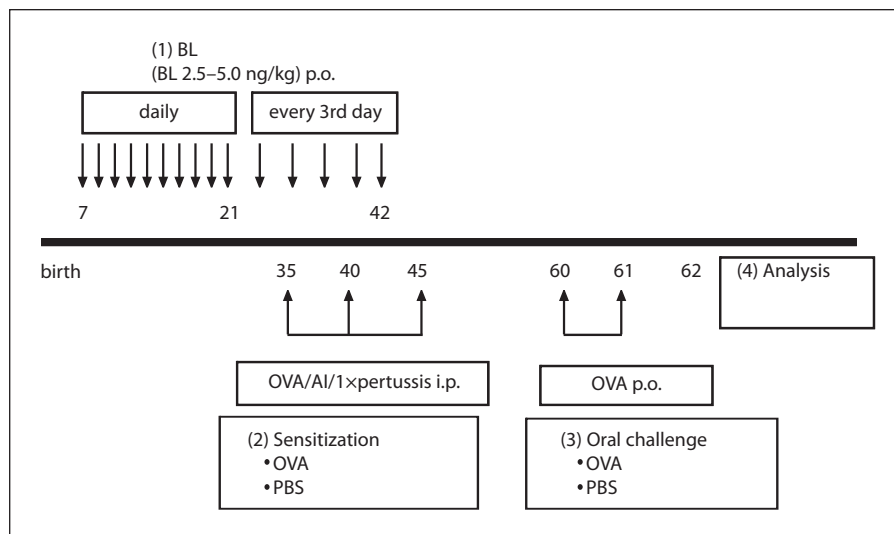 (1) BL
(BL 2.5–5.0 ng/kg) p.o.
daily every 3rd day
7 21 42
birth 35 40 45 60 61 62 (4) Analysis
OVA/Al/1×pertussis i.p. OVA p.o.
(2) Sensitization
•OVA
•PBS
(3) Oral challenge
•OVA
•PBS